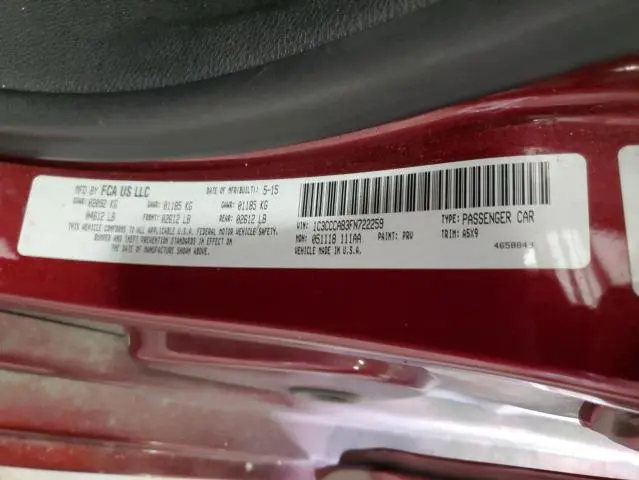 MFD BY FCA US LLC DATE OF MFR(BUILT): 5-15
GVWR: 02092 KG GAWR: 01185 KG GAWR: 01185 KG
04612 LB FRONT: 02612 LB REAR: 02612 LB
THIS VEHICLE CONFORMS TO ALL APPLICABLE U.S.A. FEDERAL MOTOR VEHICLE SAFETY,
BUMPER AND THEFT PREVENTION STANDARDS IN EFFECT ON
THE DATE OF MANUFACTURE SHOWN ABOVE.
VIN: 1C3CCCAB3FN722259 TYPE: PASSENGER CAR
MDH: 051118 111AA PAINT: PRV TRIM: A5X9
VEHICLE MADE IN U.S.A. 4658843